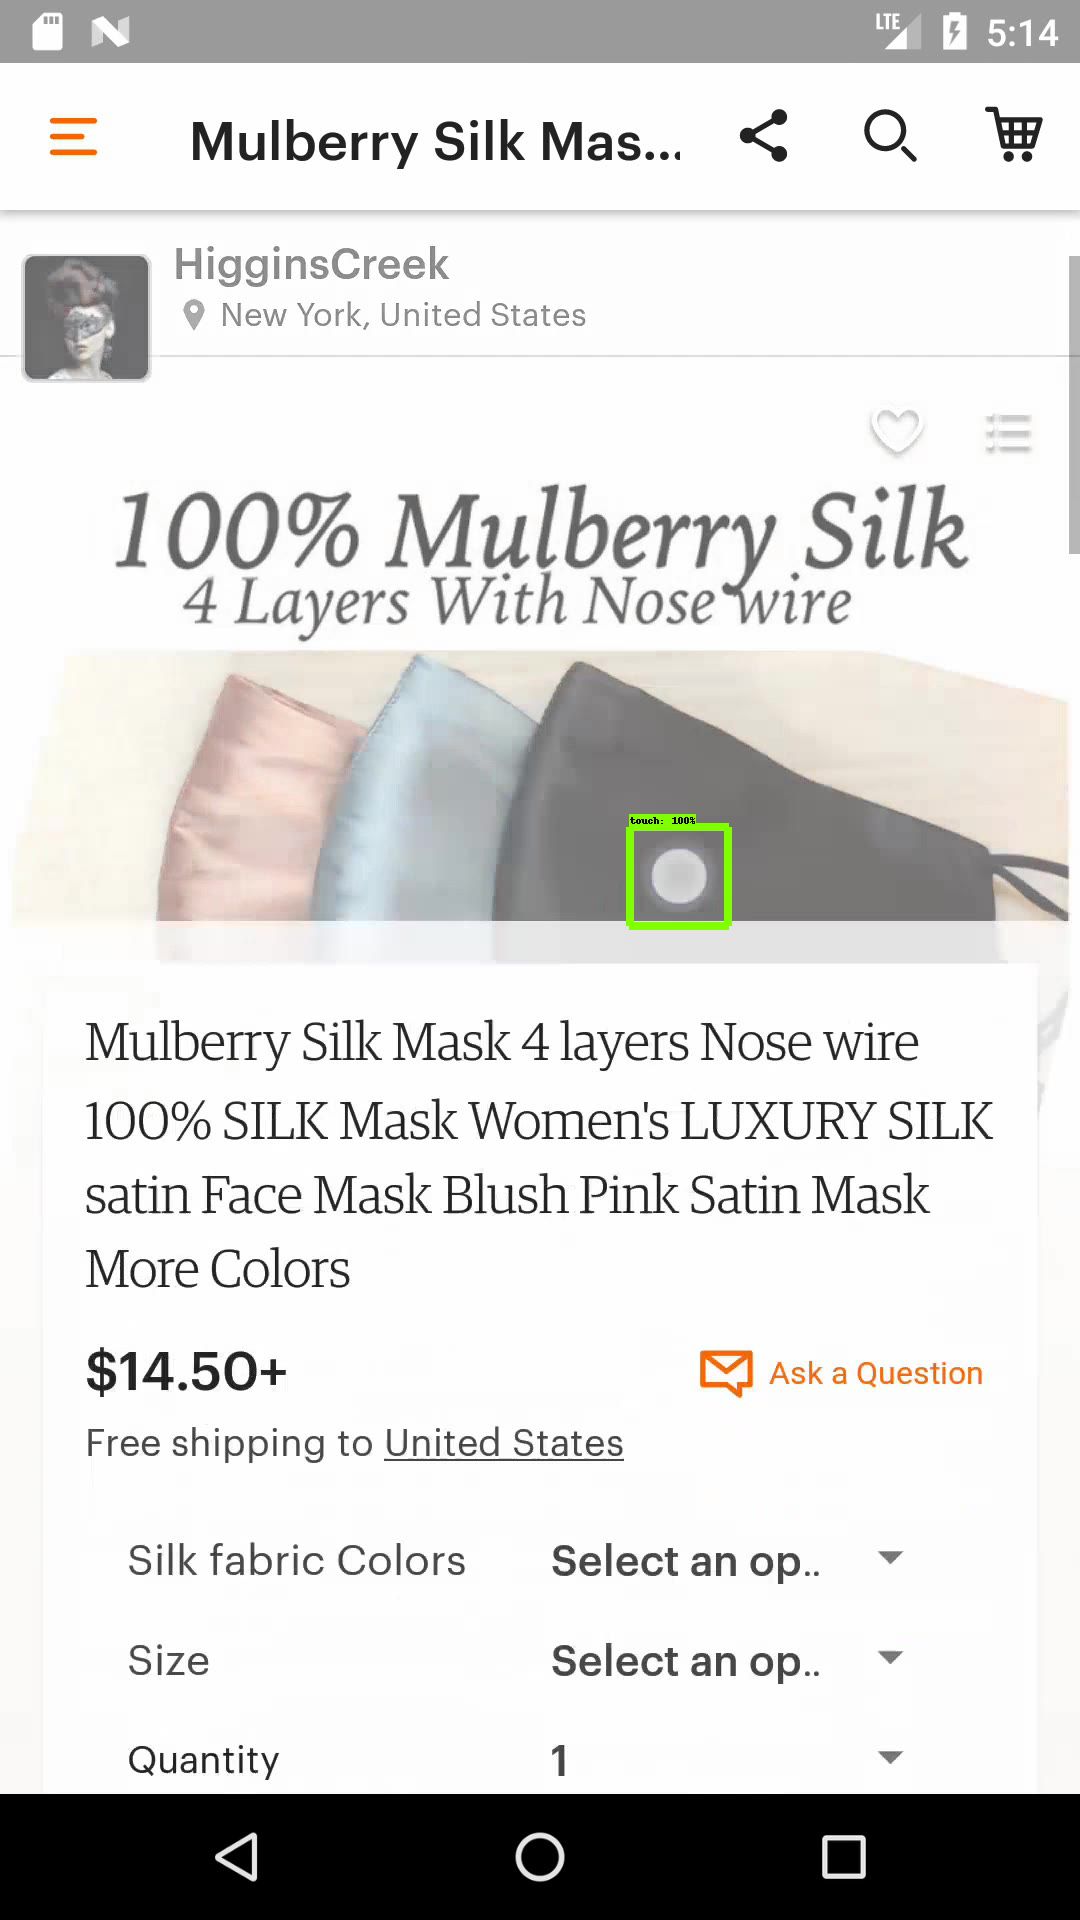 LTE 5:14
Mulberry Silk Mas...
HigginsCreek
New York, United States
100% Mulberry Silk
4 Layers With Nose wire
touch: 100%
Mulberry Silk Mask 4 layers Nose wire
100% SILK Mask Women's LUXURY SILK
satin Face Mask Blush Pink Satin Mask
More Colors
$14.50+
Ask a Question
Free shipping to United States
Silk fabric Colors Select an op..
Size Select an op..
Quantity 1